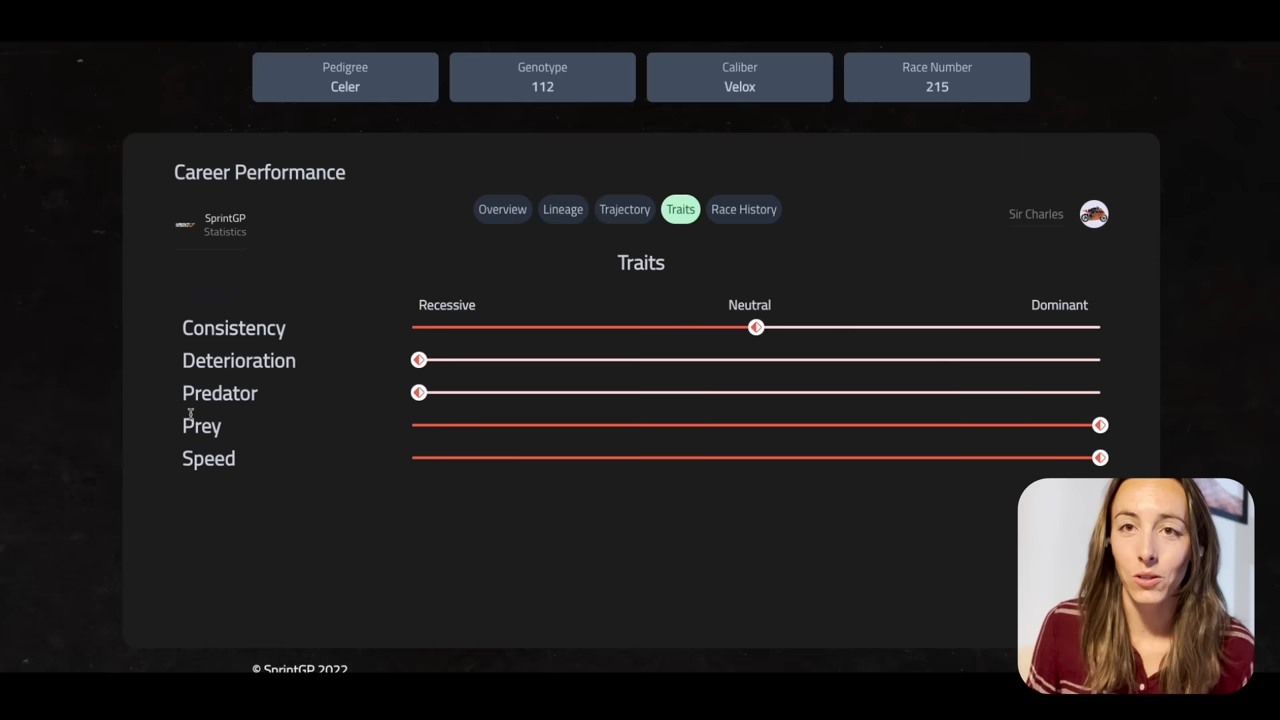 Pedigree
Celer
Genotype
112
Caliber
Velox
Race Number
215
Career Performance
SprintGP
Statistics
Overview
Lineage
Trajectory
Traits
Race History
Sir Charles
Traits
Recessive Neutral Dominant
Consistency
Deterioration
Predator
Prey
Speed
© SprintGP 2022